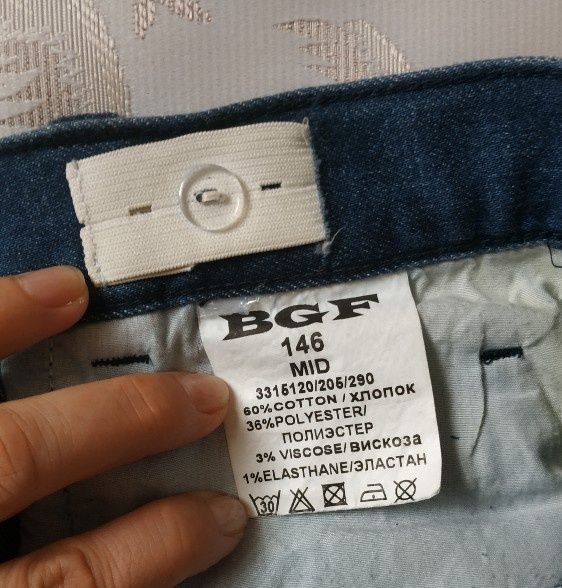 BGF
146
MID
3315120/205/290
60%COTTON / ХЛОПОК
36%POLYESTER/
ПОЛИЭСТЕР
3% VISCOSE/ВИСКОЗА
1%ELASTHANE/ЭЛАСТАН
30